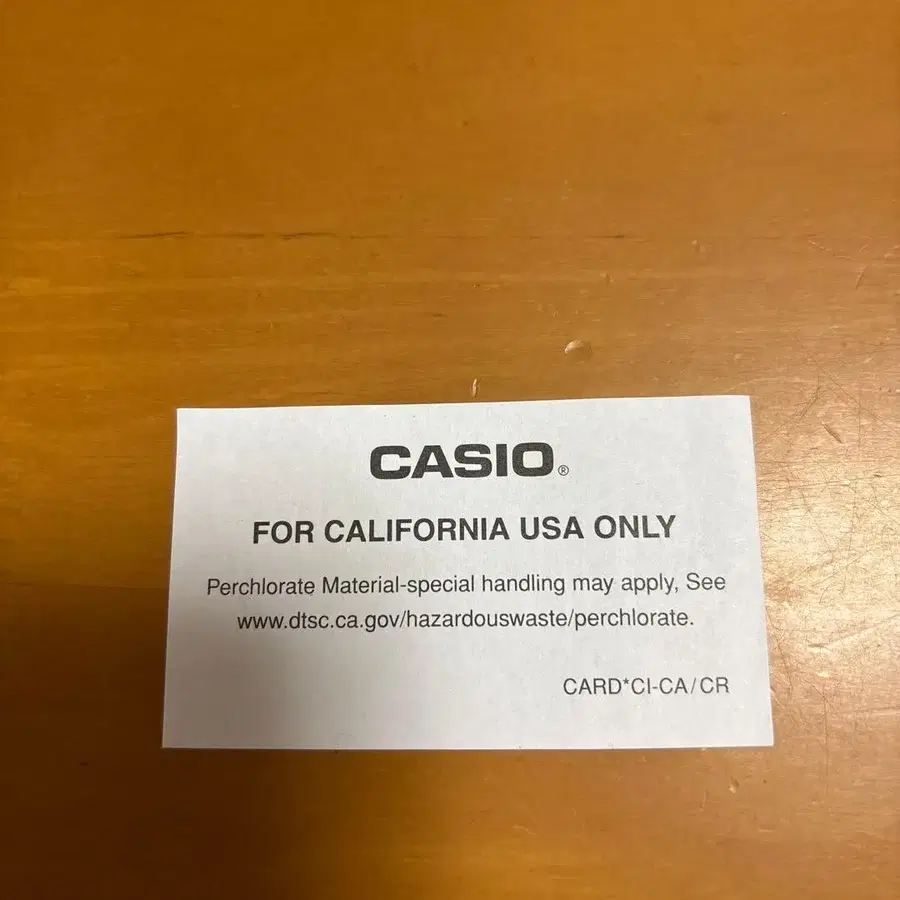 CASIO®
FOR CALIFORNIA USA ONLY
Perchlorate Material-special handling may apply, See
www.dtsc.ca.gov/hazardouswaste/perchlorate.
CARD*CI-CA/CR